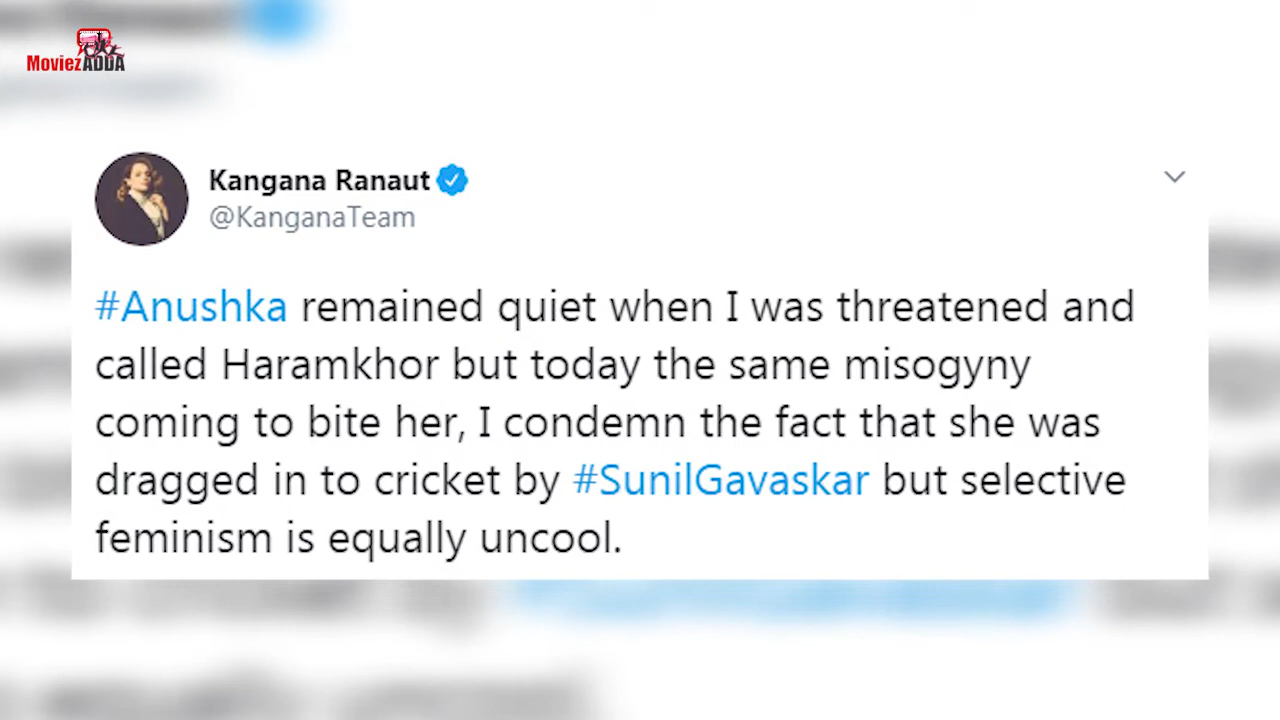 MoviezADDA
Kangana Ranaut
@KanganaTeam
#Anushka remained quiet when I was threatened and
called Haramkhor but today the same misogyny
coming to bite her, I condemn the fact that she was
dragged in to cricket by #SunilGavaskar but selective
feminism is equally uncool.